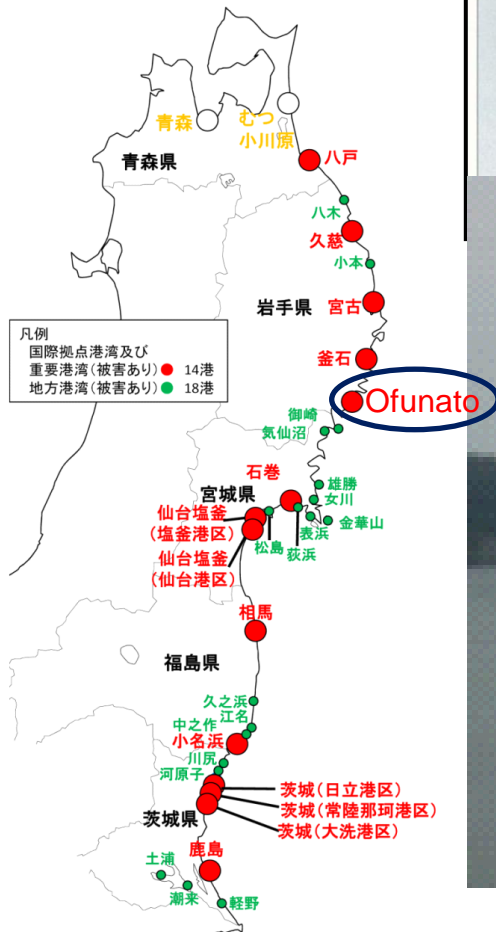 青森
むつ
小川原
青森県
八戸
八木
久慈
小本
岩手県
宮古
凡例
国際拠点港湾及び
重要港湾(被害あり) 14港
地方港湾(被害あり) 18港
釜石
Ofunato
御崎
気仙沼
石巻
宮城県
雄勝
女川
仙台塩釜
(塩釜港区)
金華山
表浜
松島
荻浜
仙台塩釜
(仙台港区)
相馬
福島県
久之浜
江名
中之作
小名浜
川尻
河原子
茨城(日立港区)
茨城(常陸那珂港区)
茨城県
茨城(大洗港区)
鹿島
土浦
潮来
軽野